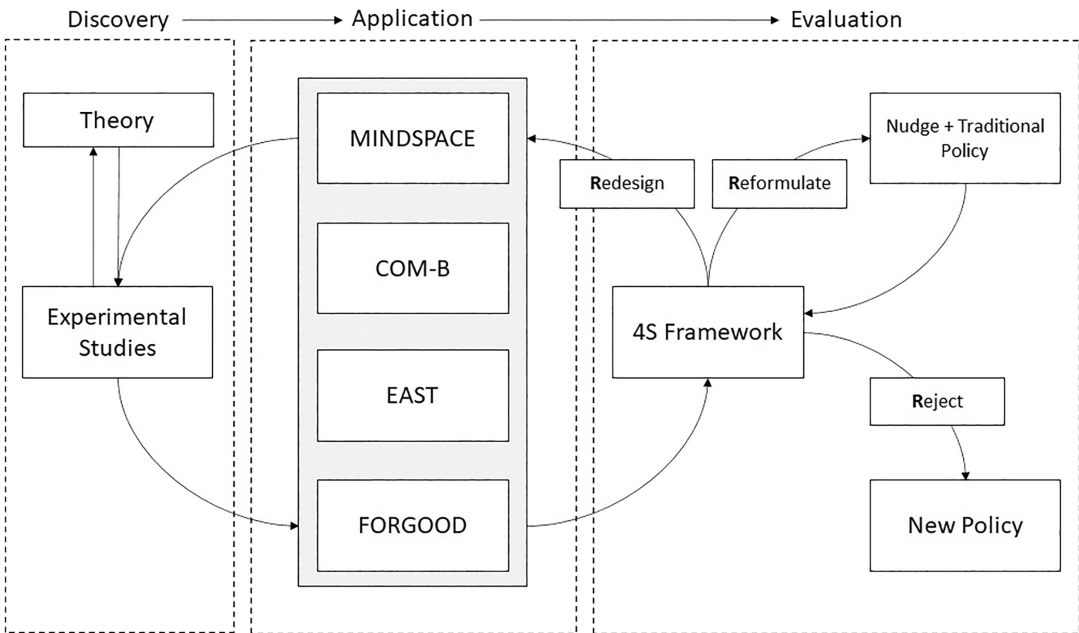 Discovery
Application
Evaluation
Theory
Experimental
Studies
MINDSPACE
COM-B
EAST
FORGOOD
Redesign
Reformulate
Nudge + Traditional
Policy
4S Framework
Reject
New Policy